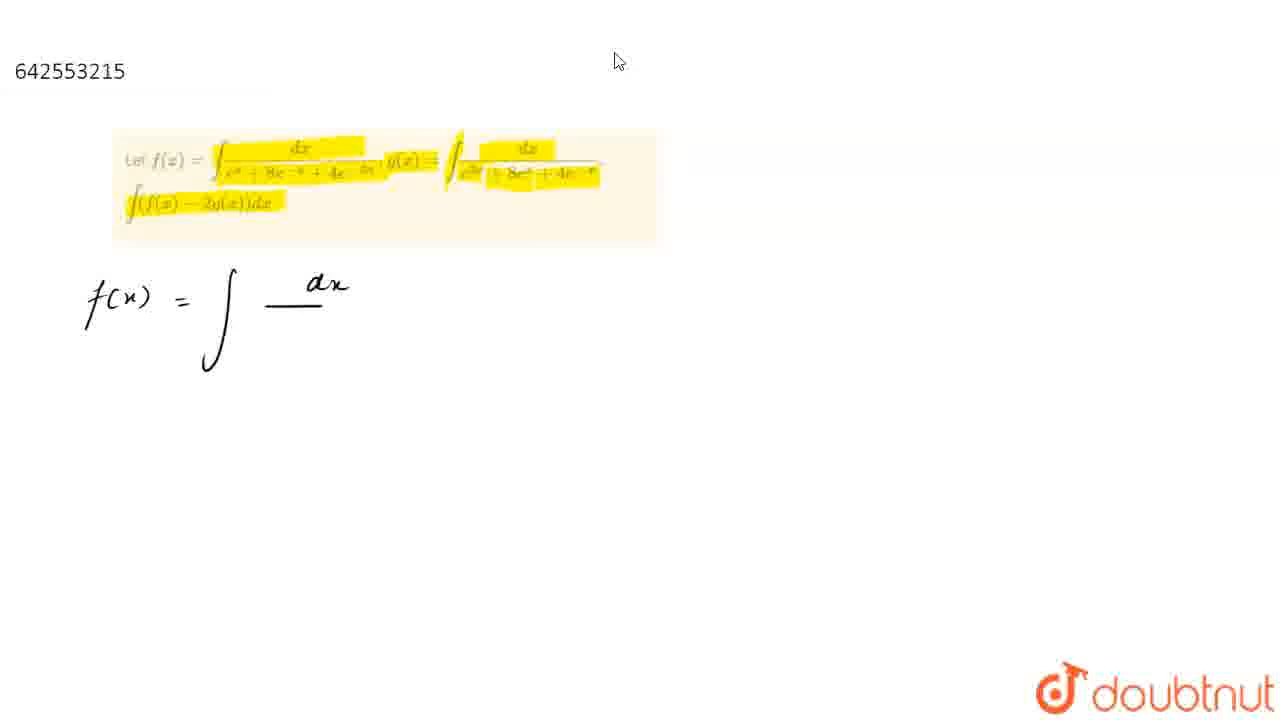 642553215
Let f(x) = ∫ dx / (e^x + 8e^{-x} + 4e^{-3x}), g(x) = ∫ dx / (e^{3x} + 8e^x + 4e^{-x}).
∫(f(x) − 2g(x))dx
f(x) = ∫ dx
doubtnut